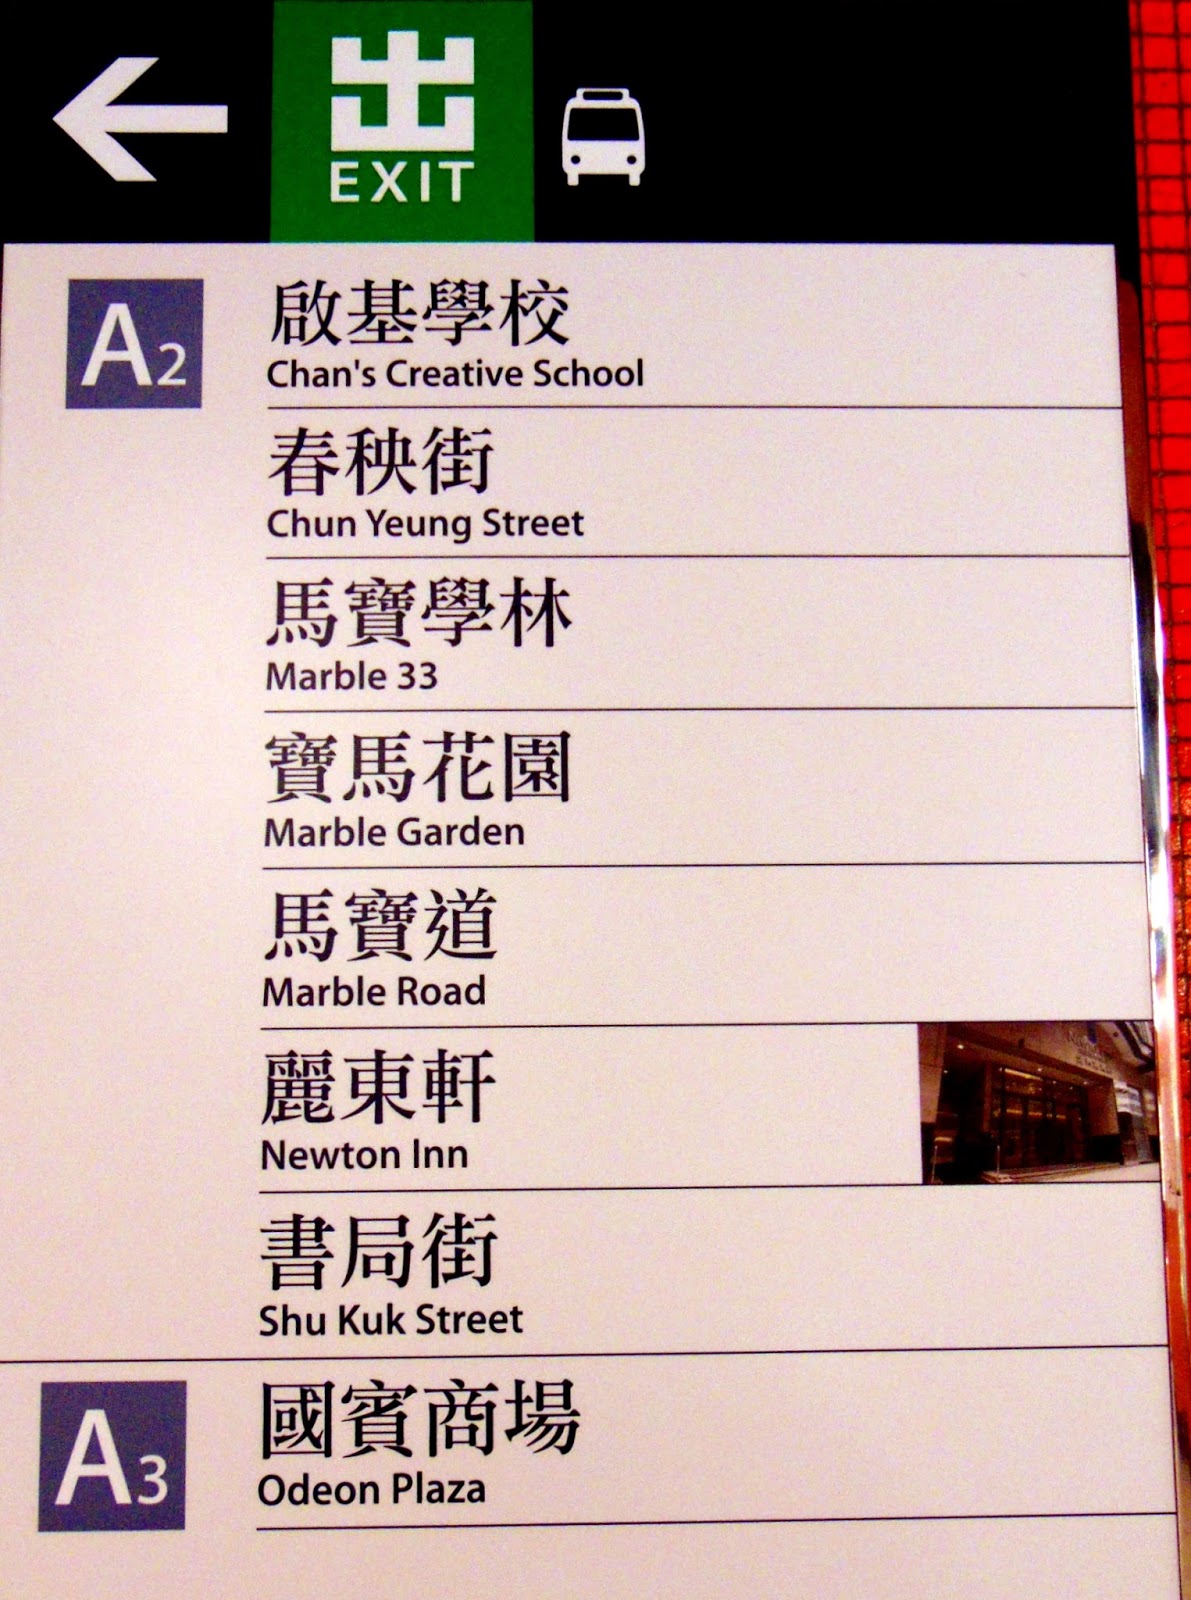 出
EXIT
A2
啟基學校
Chan's Creative School
春秧街
Chun Yeung Street
馬寶學林
Marble 33
寶馬花園
Marble Garden
馬寶道
Marble Road
麗東軒
Newton Inn
書局街
Shu Kuk Street
A3
國賓商場
Odeon Plaza